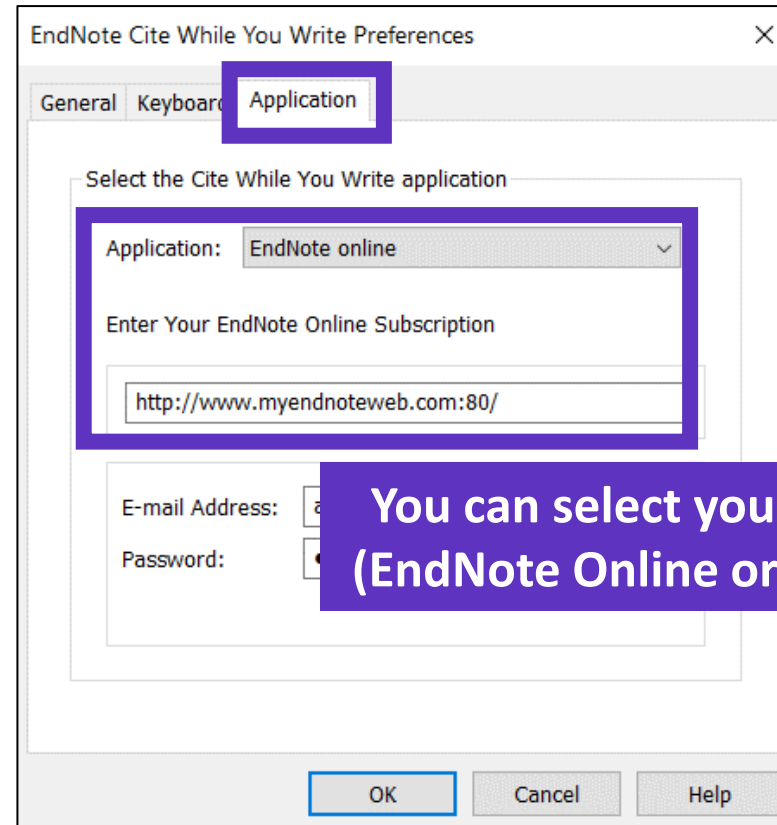 EndNote Cite While You Write Preferences
General Keyboard Application
Select the Cite While You Write application
Application: EndNote online
Enter Your EndNote Online Subscription
http://www.myendnoteweb.com:80/
E-mail Address:
You can select
Password:
(EndNote Online
OK Cancel Help